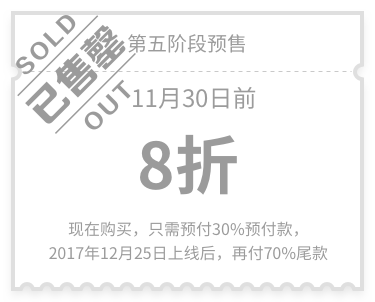 SOLD
已售罄
OUT
第五阶段预售
11月30日前
8折
现在购买，只需预付30%预付款，
2017年12月25日上线后，再付70%尾款